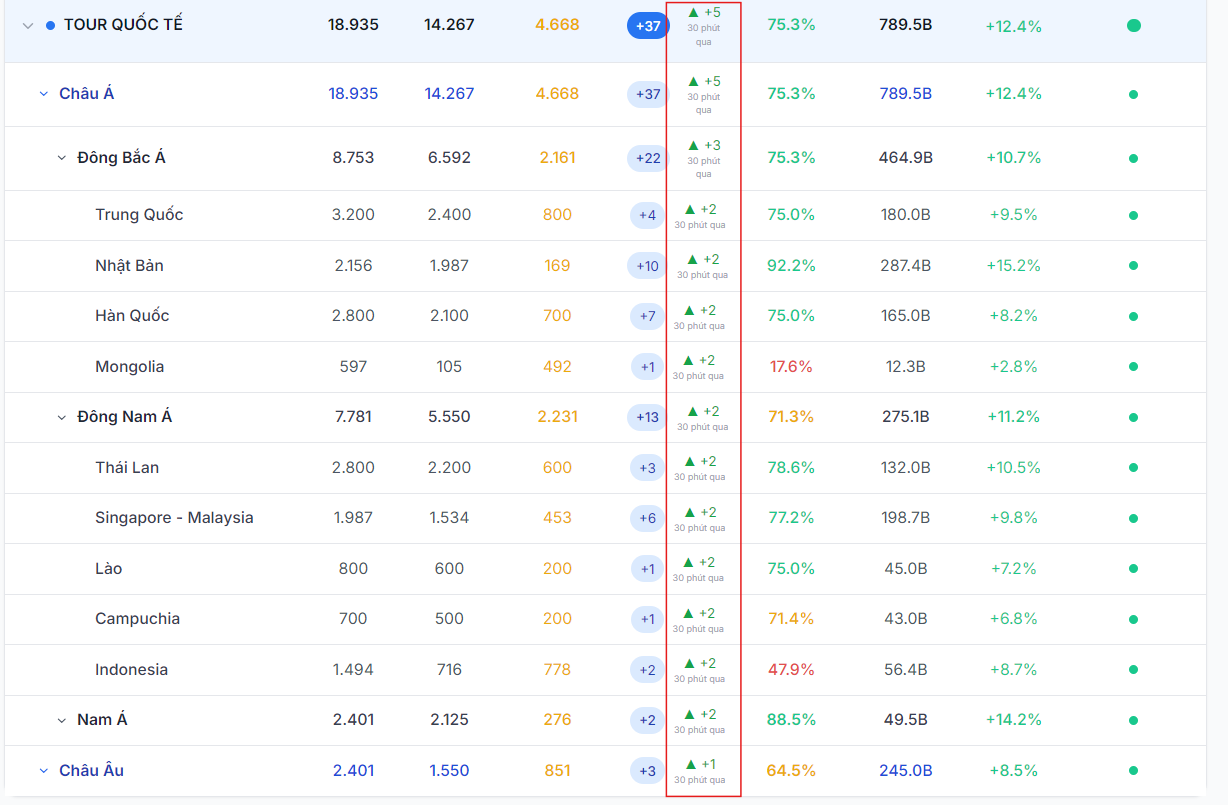 TOUR QUỐC TẾ 18.935 14.267 4.668 +37 ▲ +5 75.3% 789.5B +12.4%
30 phút
qua
Châu Á 18.935 14.267 4.668 +37 ▲ +5 75.3% 789.5B +12.4%
30 phút
qua
Đông Bắc Á 8.753 6.592 2.161 +22 ▲ +3 75.3% 464.9B +10.7%
30 phút
qua
Trung Quốc 3.200 2.400 800 +4 ▲ +2 75.0% 180.0B +9.5%
30 phút qua
Nhật Bản 2.156 1.987 169 +10 ▲ +2 92.2% 287.4B +15.2%
30 phút qua
Hàn Quốc 2.800 2.100 700 +7 ▲ +2 75.0% 165.0B +8.2%
30 phút qua
Mongolia 597 105 492 +1 ▲ +2 17.6% 12.3B +2.8%
30 phút qua
Đông Nam Á 7.781 5.550 2.231 +13 ▲ +2 71.3% 275.1B +11.2%
30 phút qua
Thái Lan 2.800 2.200 600 +3 ▲ +2 78.6% 132.0B +10.5%
30 phút qua
Singapore - Malaysia 1.987 1.534 453 +6 ▲ +2 77.2% 198.7B +9.8%
30 phút qua
Lào 800 600 200 +1 ▲ +2 75.0% 45.0B +7.2%
30 phút qua
Campuchia 700 500 200 +1 ▲ +2 71.4% 43.0B +6.8%
30 phút qua
Indonesia 1.494 716 778 +2 ▲ +2 47.9% 56.4B +8.7%
30 phút qua
Nam Á 2.401 2.125 276 +2 ▲ +2 88.5% 49.5B +14.2%
30 phút qua
Châu Âu 2.401 1.550 851 +3 ▲ +1 64.5% 245.0B +8.5%
30 phút qua